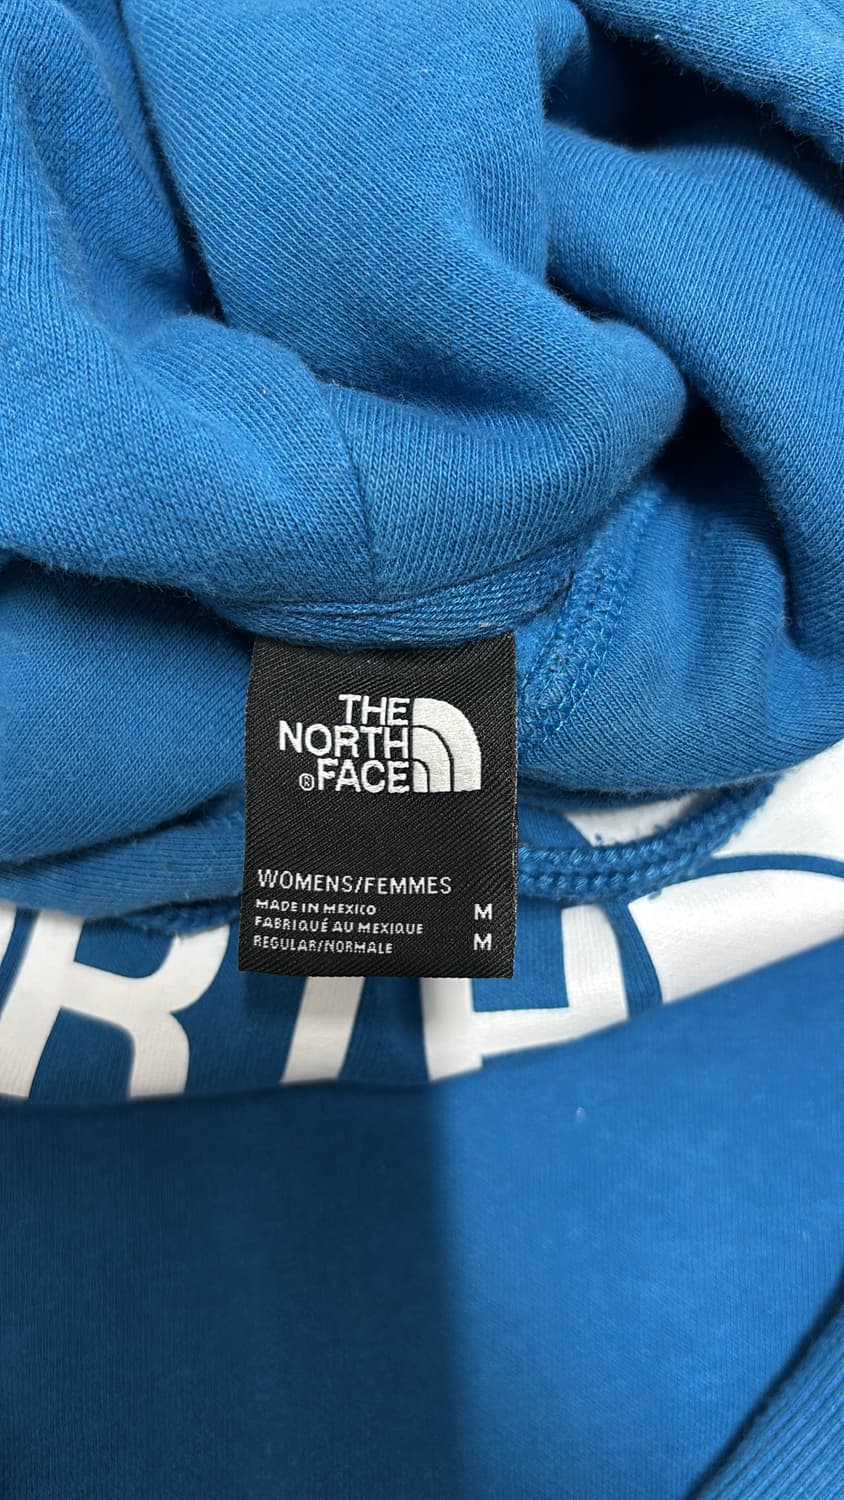 THE
NORTH
®FACE
WOMENS/FEMMES
MADE IN MEXICO M
FABRIQUÉ AU MEXIQUE
REGULAR/NORMALE M